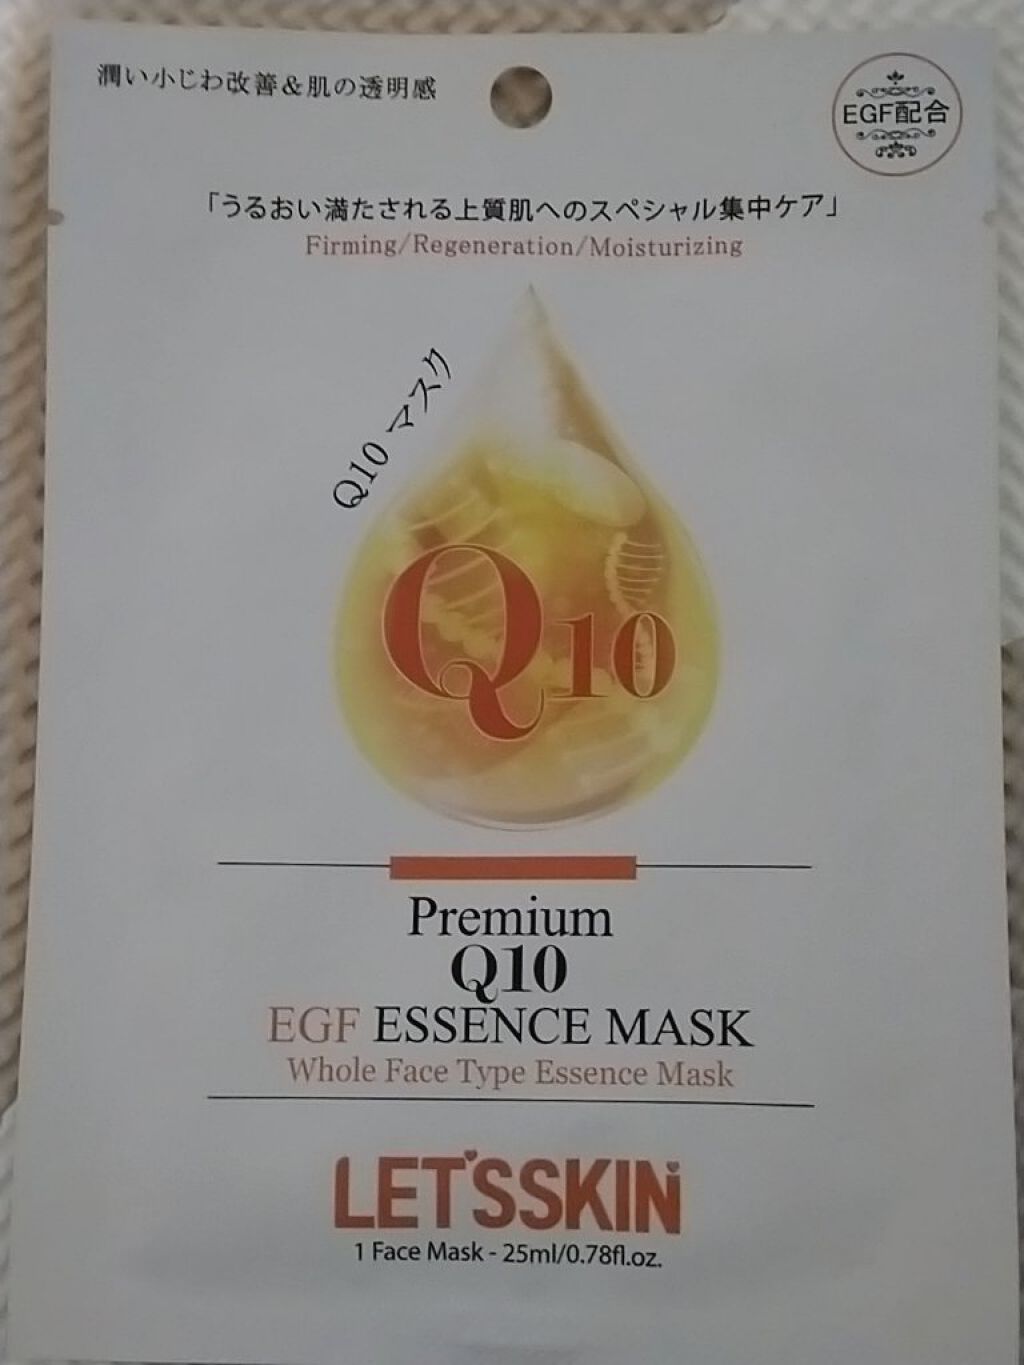 潤い小じわ改善&肌の透明感
EGF配合
「うるおい満たされる上質肌へのスペシャル集中ケア」
Firming/Regeneration/Moisturizing
Q10 マスク
Q10
Premium
Q10
EGF ESSENCE MASK
Whole Face Type Essence Mask
LET'SSKIN
1 Face Mask - 25ml/0.78fl.oz.